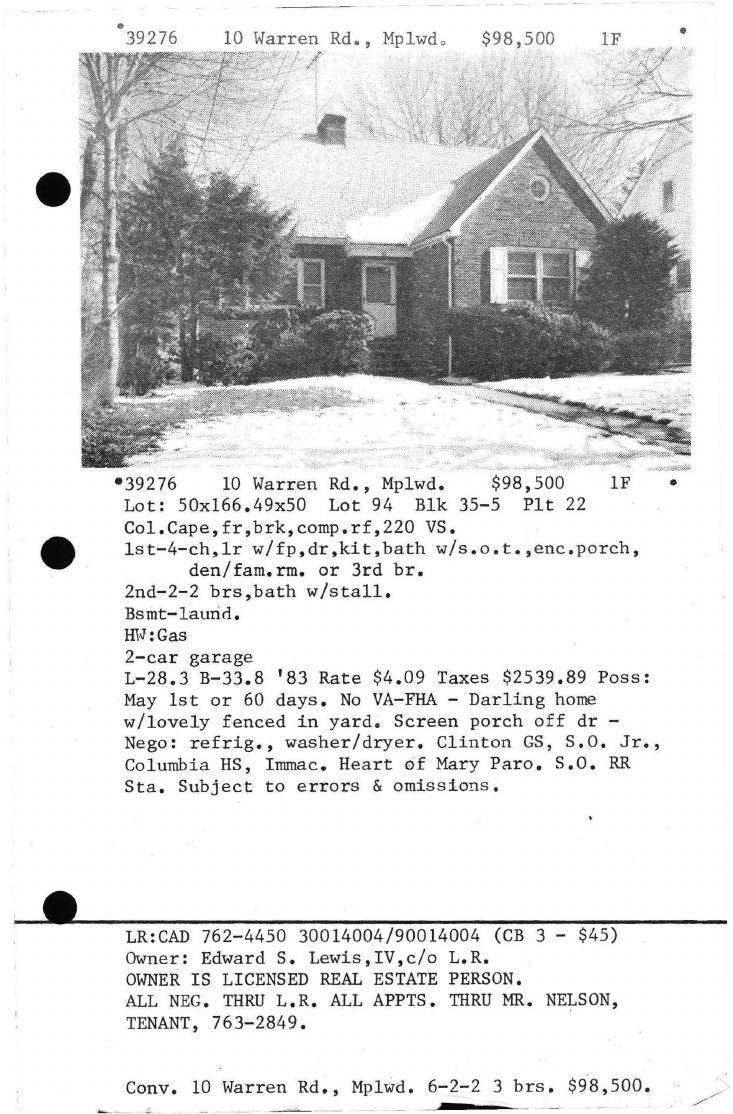 39276 10 Warren Rd., Mplwd. $98,500 1F
39276 10 Warren Rd., Mplwd. $98,500 1F
Lot: 50x166.49x50 Lot 94 Blk 35-5 Plt 22
Col.Cape,fr,brk,comp.rf,220 VS.
1st-4-ch,lr w/fp,dr,kit,bath w/s.o.t.,enc.porch,
den/fam.rm. or 3rd br.
2nd-2-2 brs,bath w/stall.
Bsmt-laund.
HW:Gas
2-car garage
L-28.3 B-33.8 '83 Rate $4.09 Taxes $2539.89 Poss:
May 1st or 60 days. No VA-FHA - Darling home
w/lovely fenced in yard. Screen porch off dr -
Nego: refrig., washer/dryer. Clinton GS, S.O. Jr.,
Columbia HS, Immac. Heart of Mary Paro. S.O. RR
Sta. Subject to errors & omissions.
LR:CAD 762-4450 30014004/90014004 (CB 3 - $45)
Owner: Edward S. Lewis,IV,c/o L.R.
OWNER IS LICENSED REAL ESTATE PERSON.
ALL NEG. THRU L.R. ALL APPTS. THRU MR. NELSON,
TENANT, 763-2849.
Conv. 10 Warren Rd., Mplwd. 6-2-2 3 brs. $98,500.